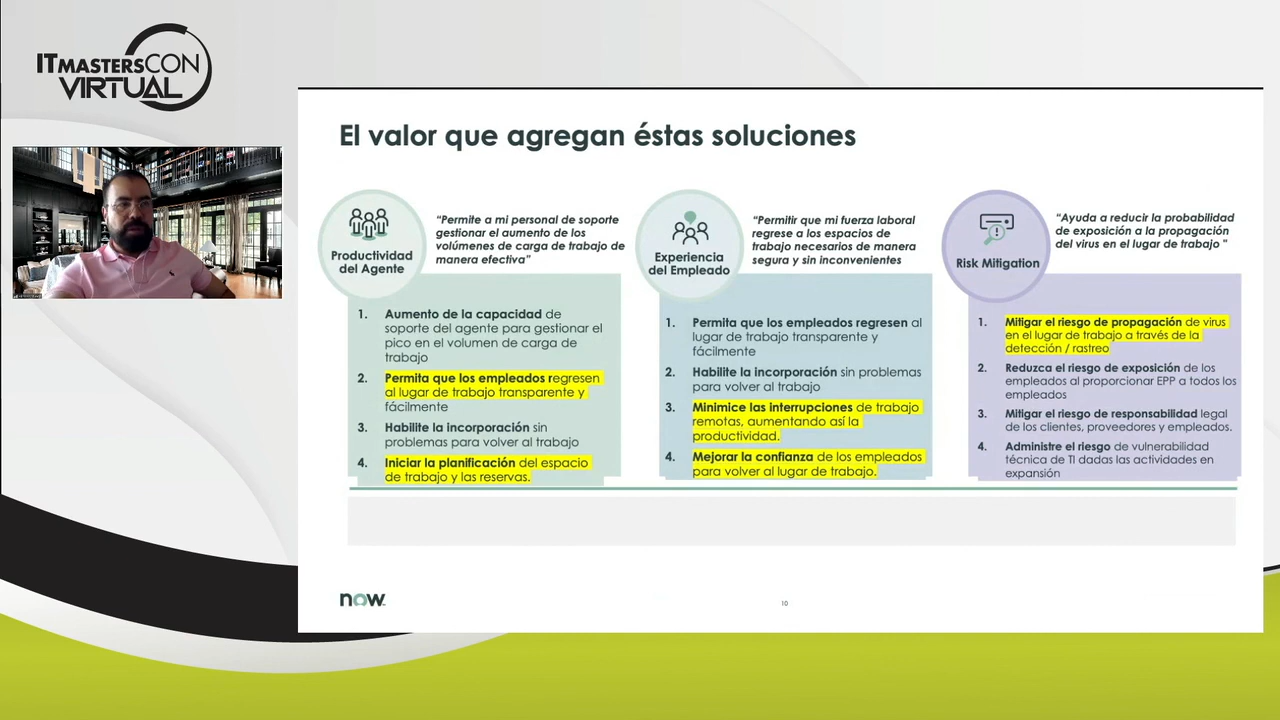 ITMASTERSCON
VIRTUAL
El valor que agregan éstas soluciones
Productividad
del Agente
“Permite a mi personal de soporte
gestionar el aumento de los
volúmenes de carga de trabajo de
manera efectiva”
1. Aumento de la capacidad de
soporte del agente para gestionar el
pico en el volumen de carga de
trabajo
2. Permita que los empleados regresen
al lugar de trabajo transparente y
fácilmente
3. Habilite la incorporación sin
problemas para volver al trabajo
4. Iniciar la planificación del espacio
de trabajo y las reservas.
Experiencia
del Empleado
“Permitir que mi fuerza laboral
regrese a los espacios de
trabajo necesarios de manera
segura y sin inconvenientes
1. Permita que los empleados regresen al
lugar de trabajo transparente y
fácilmente
2. Habilite la incorporación sin problemas
para volver al trabajo
3. Minimice las interrupciones de trabajo
remotas, aumentando así la
productividad.
4. Mejorar la confianza de los empleados
para volver al lugar de trabajo.
Risk Mitigation
“Ayuda a reducir la probabilidad
de exposición a la propagación
del virus en el lugar de trabajo "
1. Mitigar el riesgo de propagación de virus
en el lugar de trabajo a través de la
detección / rastreo
2. Reduzca el riesgo de exposición de los
empleados al proporcionar EPP a todos los
empleados
3. Mitigar el riesgo de responsabilidad legal
de los clientes, proveedores y empleados.
4. Administre el riesgo de vulnerabilidad
técnica de TI dadas las actividades en
expansión
now
10